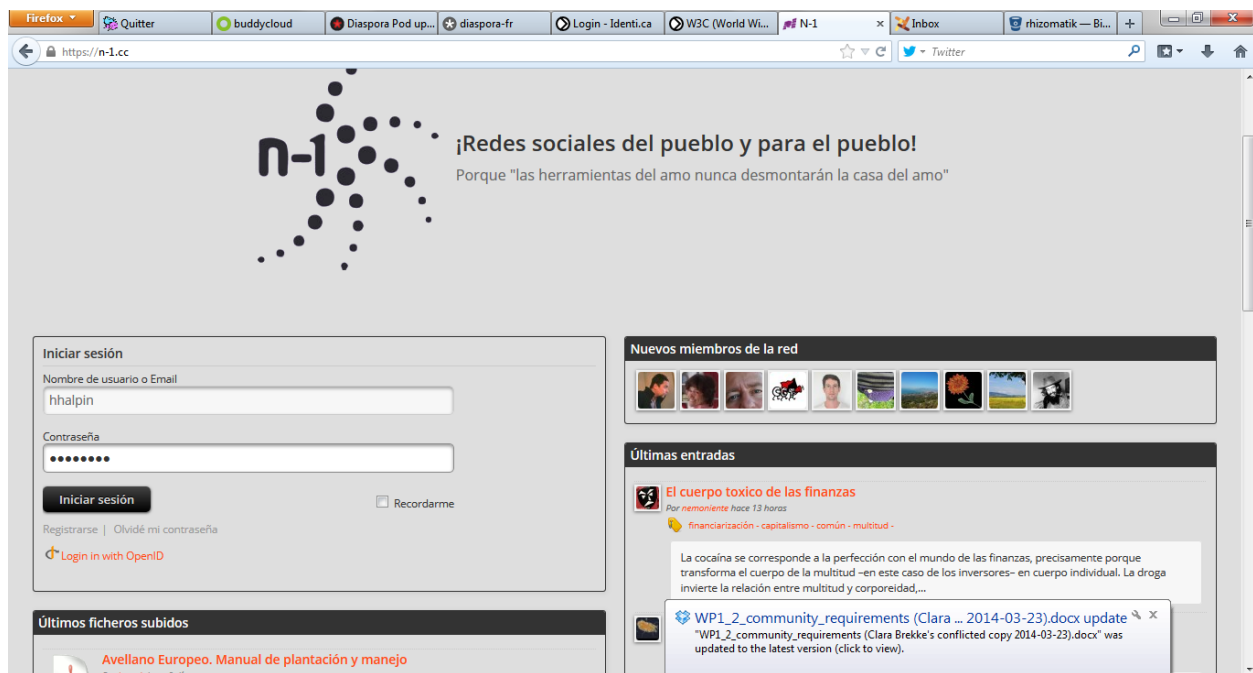 Firefox
Quitter
buddycloud
Diaspora Pod up...
diaspora-fr
Login - Identi.ca
W3C (World Wi...
N-1
Inbox
rhizomatik — Bi...
https://n-1.cc
Twitter
n-1
¡Redes sociales del pueblo y para el pueblo!
Porque "las herramientas del amo nunca desmontarán la casa del amo"
Iniciar sesión
Nombre de usuario o Email
hhalpin
Contraseña
••••••••
Iniciar sesión
Recordarme
Registrarse | Olvidé mi contraseña
Login in with OpenID
Últimos ficheros subidos
Avellano Europeo. Manual de plantación y manejo
Nuevos miembros de la red
Últimas entradas
El cuerpo toxico de las finanzas
Por nemoniente hace 13 horas
financiarización - capitalismo - común - multitud -
La cocaína se corresponde a la perfección con el mundo de las finanzas, precisamente porque
transforma el cuerpo de la multitud –en este caso de los inversores– en cuerpo individual. La droga
invierte la relación entre multitud y corporeidad,...
WP1_2_community_requirements (Clara ... 2014-03-23).docx update
"WP1_2_community_requirements (Clara Brekke's conflicted copy 2014-03-23).docx" was
updated to the latest version (click to view).